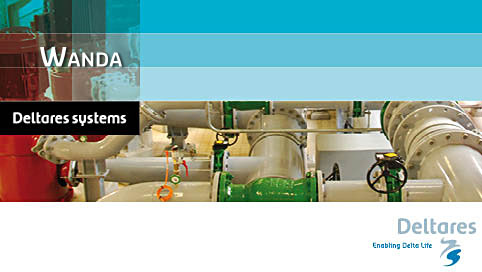 WANDA
Deltares systems
Deltares
Enabling Delta Life